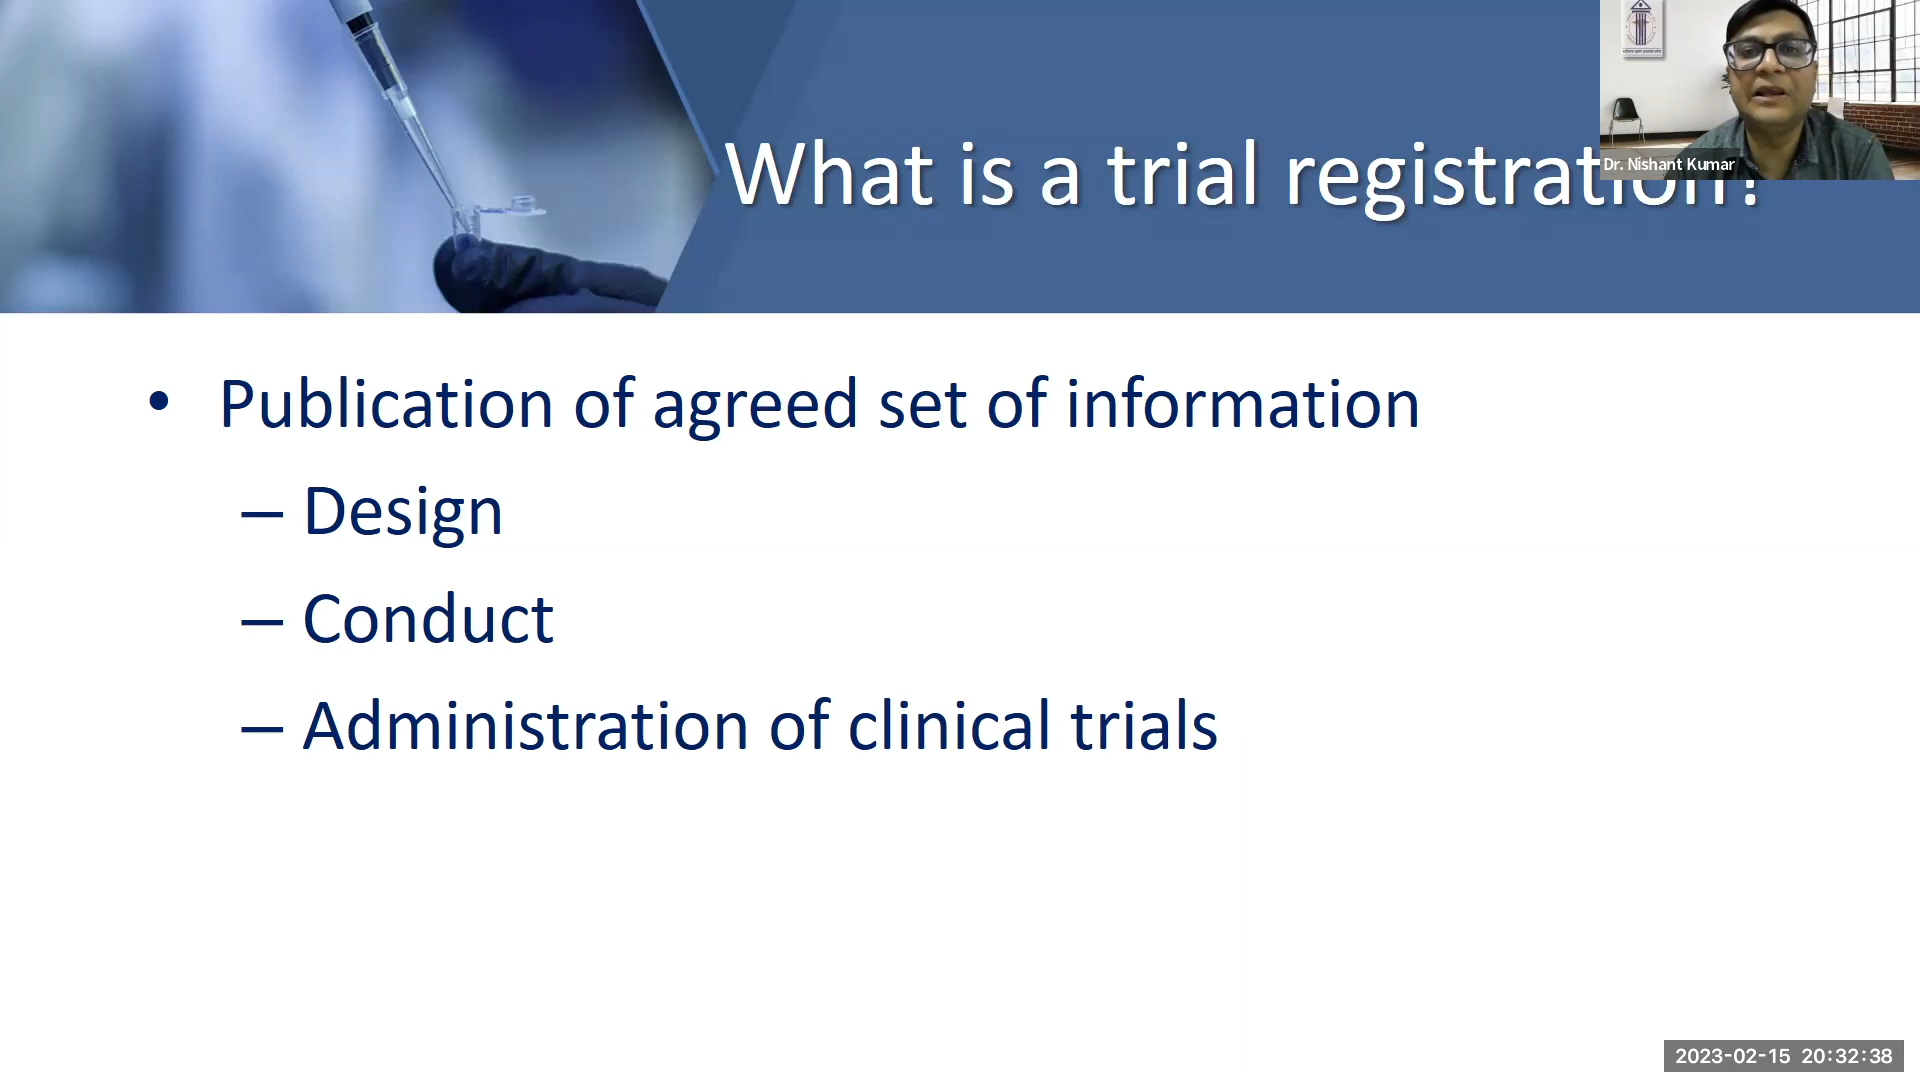 What is a trial registration?
Dr. Nishant Kumar
• Publication of agreed set of information
– Design
– Conduct
– Administration of clinical trials
2023-02-15 20:32:38